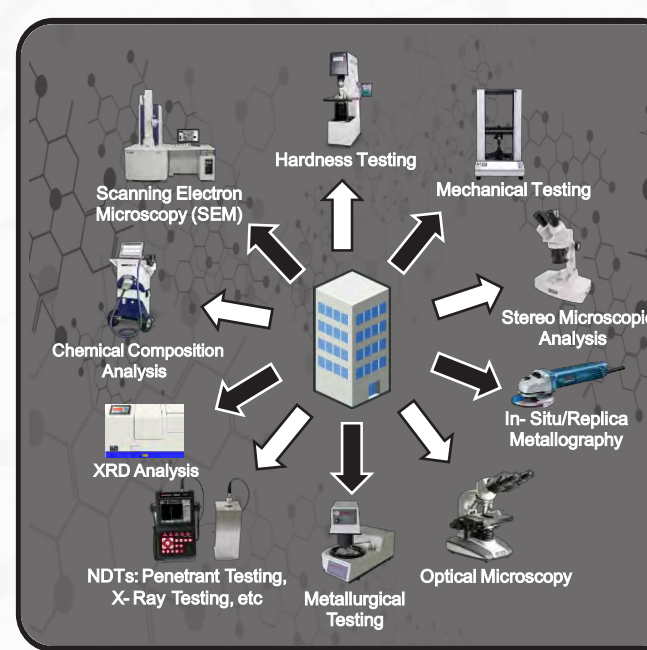 Hardness Testing
Scanning Electron
Microscopy (SEM)
Mechanical Testing
Stereo Microscopic
Analysis
Chemical Composition
Analysis
In- Situ/Replica
Metallography
XRD Analysis
NDTs: Penetrant Testing,
X- Ray Testing, etc
Optical Microscopy
Metallurgical
Testing